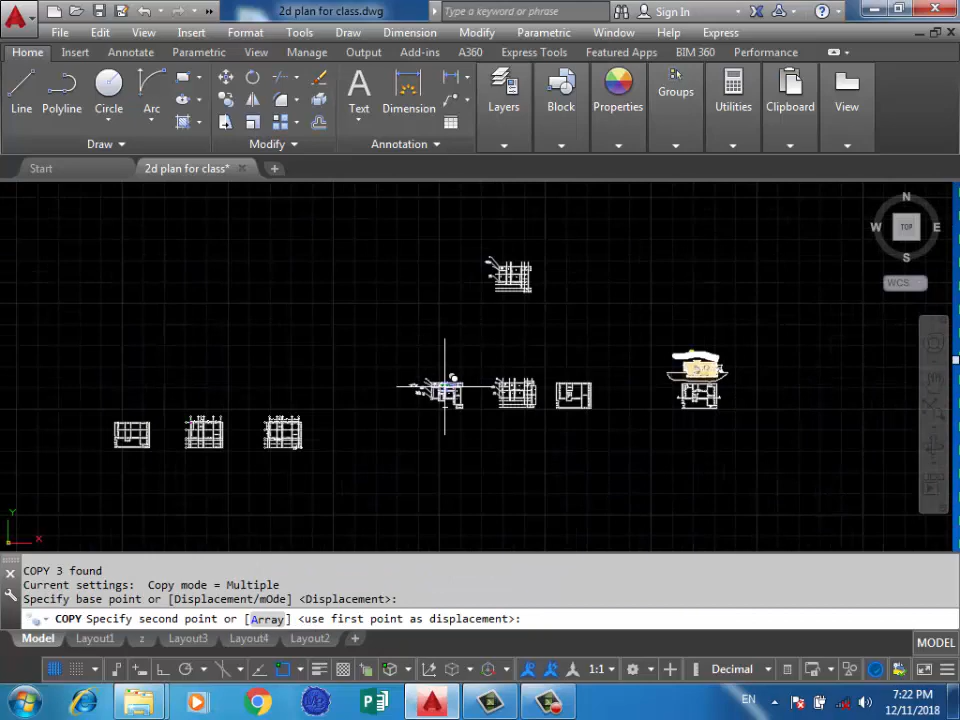 2d plan for class.dwg
Type a keyword or phrase
Sign In
File Edit View Insert Format Tools Draw Dimension Modify Parametric Window Help Express
Home Insert Annotate Parametric View Manage Output Add-ins A360 Express Tools Featured Apps BIM 360 Performance
Line Polyline Circle Arc Text Dimension Layers Block Properties Groups Utilities Clipboard View
Draw Modify Annotation
Start 2d plan for class*
N
W TOP E
S
WCS
Y
X
COPY 3 found
Current settings: Copy mode = Multiple
Specify base point or [Displacement/mOde] <Displacement>:
COPY Specify second point or [Array] <use first point as displacement>:
Model Layout1 z Layout3 Layout4 Layout2 MODEL
1:1 Decimal
EN 7:22 PM
12/11/2018